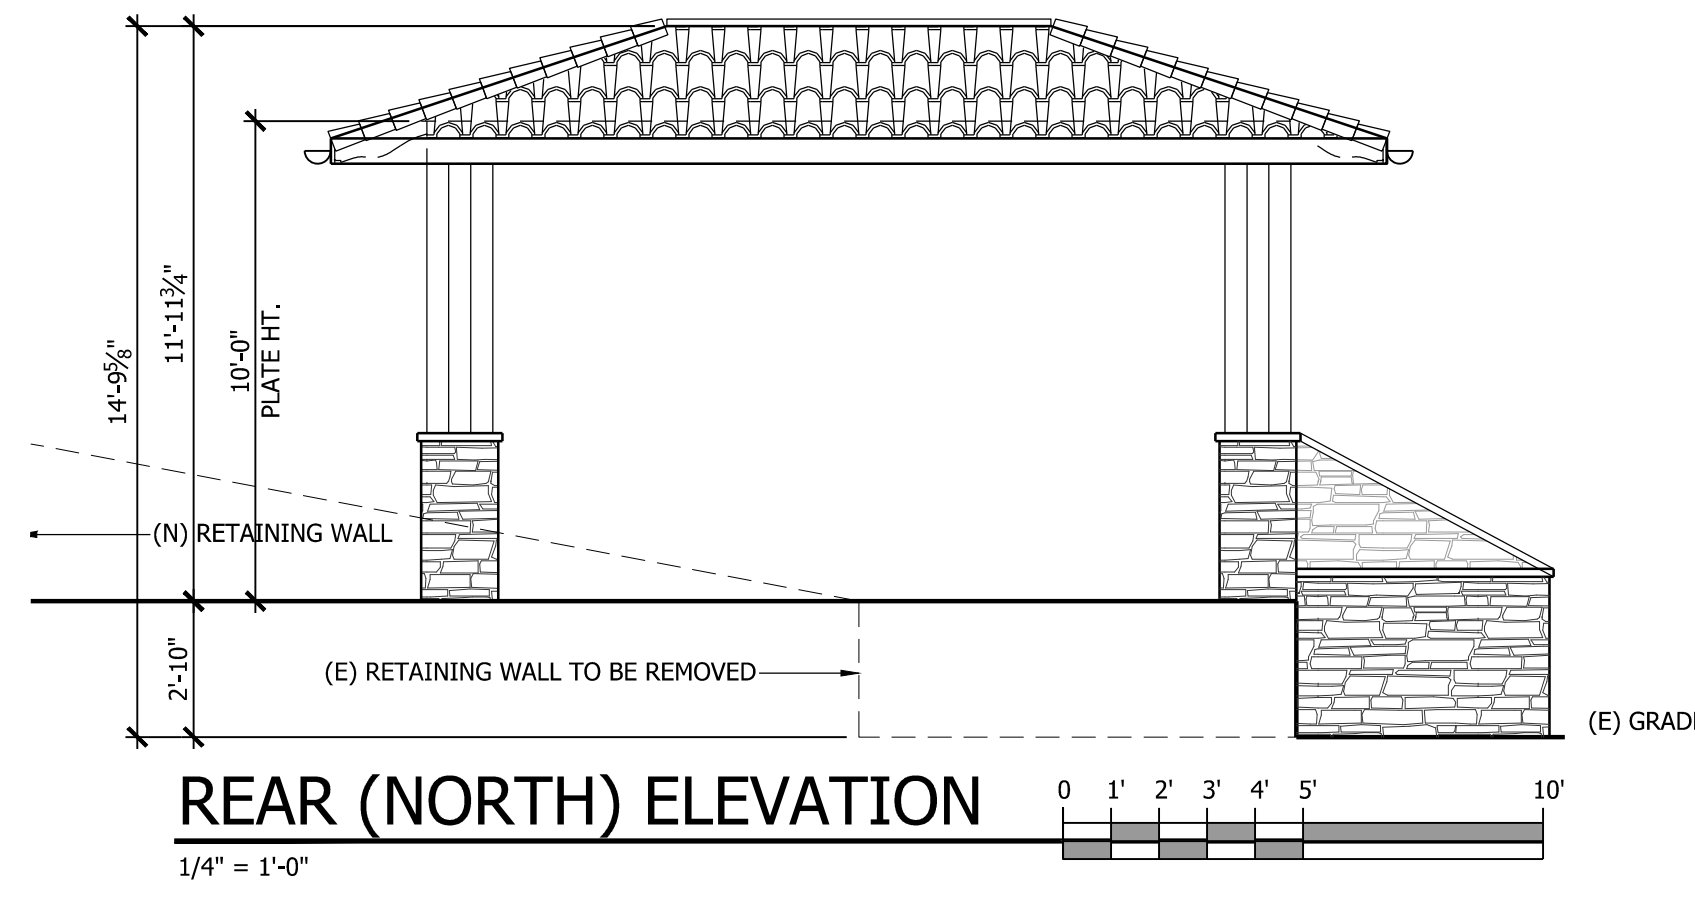 14'-9⅝"
11'-11¾"
10'-0"
PLATE HT.
(N) RETAINING WALL
2'-10"
(E) RETAINING WALL TO BE REMOVED
(E) GRAD
REAR (NORTH) ELEVATION
1/4" = 1'-0"
0 1' 2' 3' 4' 5' 10'